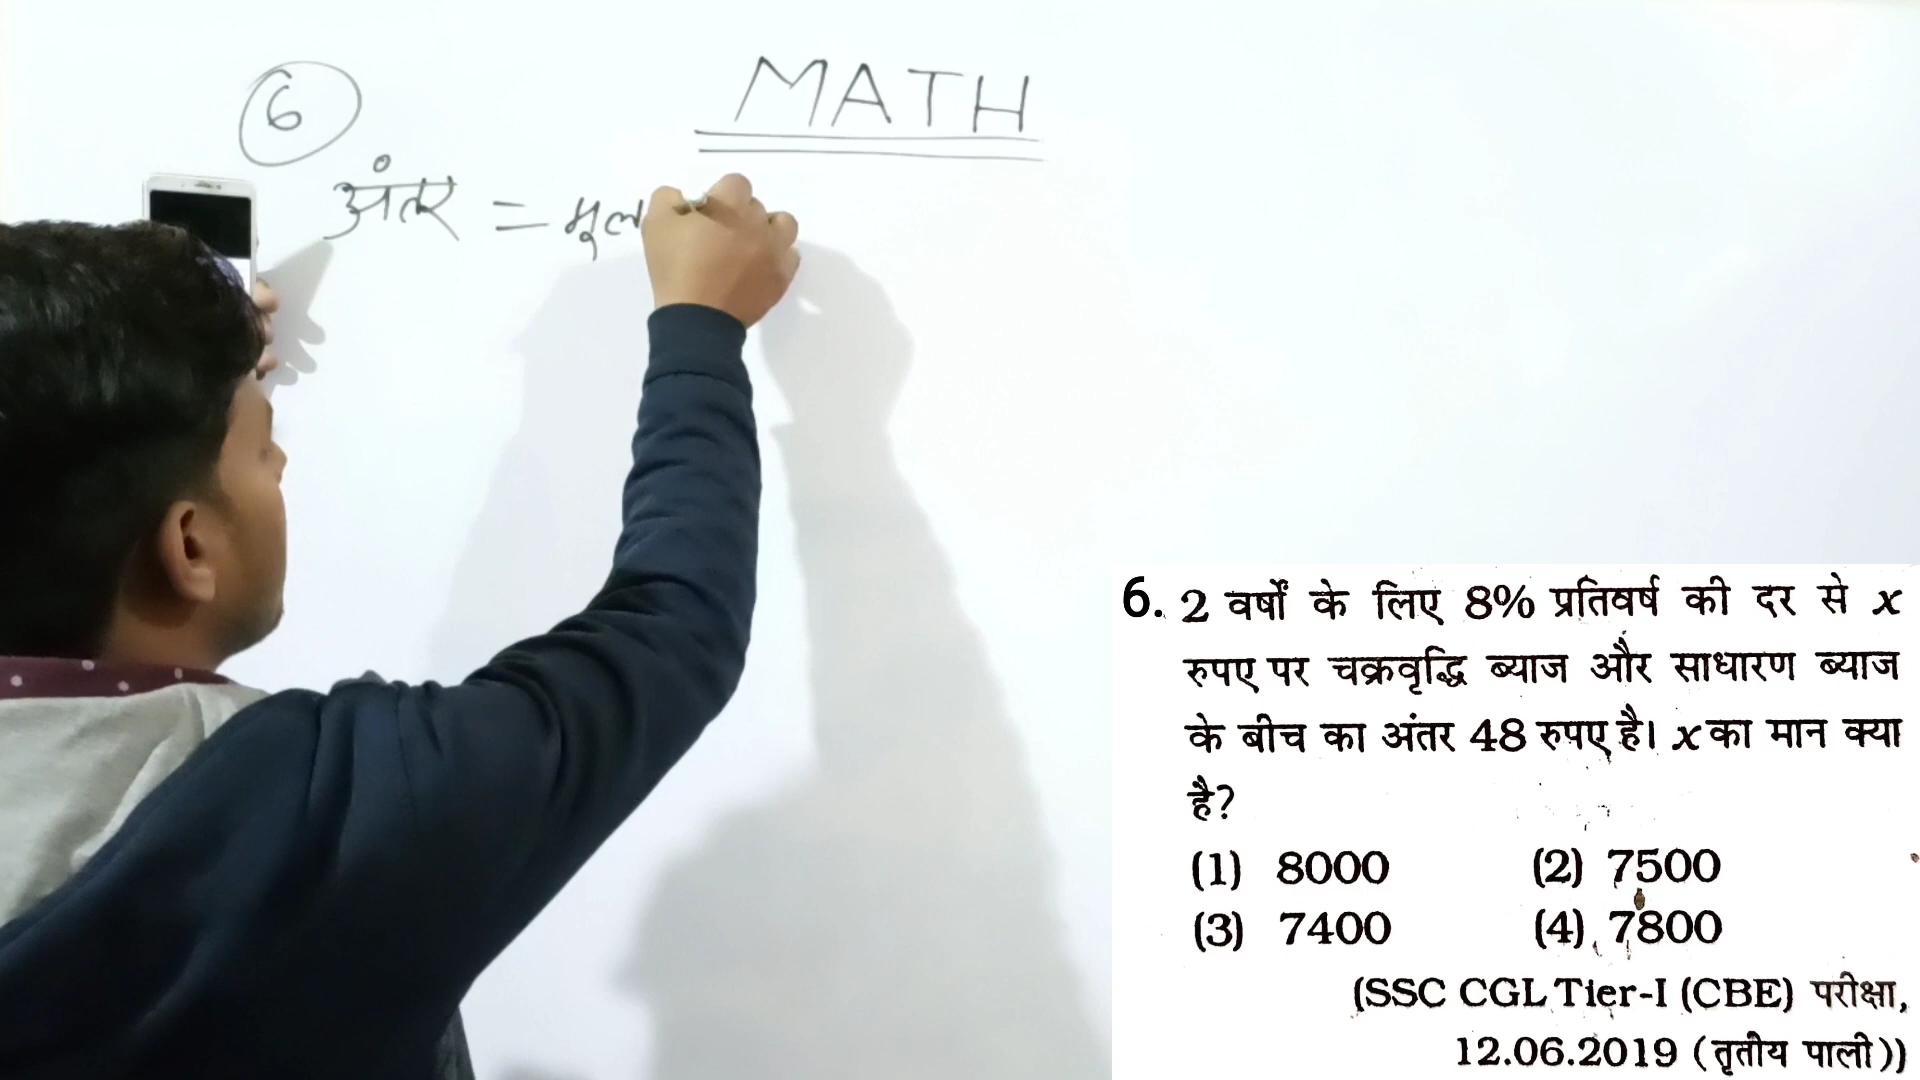 6
MATH
अंतर = मूल
6. 2 वर्षों के लिए 8% प्रतिवर्ष की दर से x
रुपए पर चक्रवृद्धि ब्याज और साधारण ब्याज
के बीच का अंतर 48 रुपए है। x का मान क्या
है?
(1) 8000 (2) 7500
(3) 7400 (4) 7800
(SSC CGL Tier-I (CBE) परीक्षा,
12.06.2019 (तृतीय पाली))